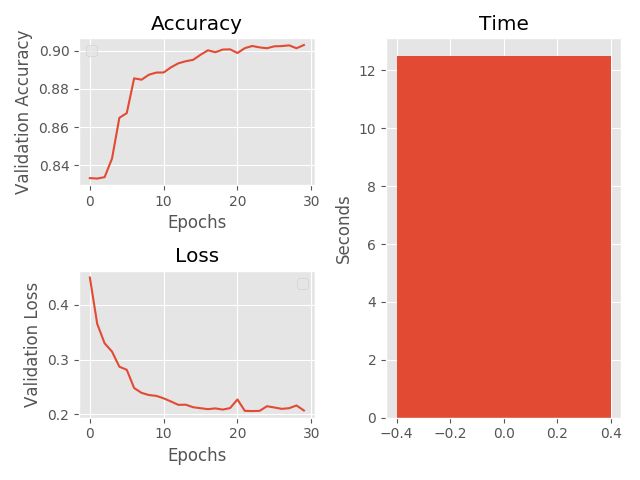 Accuracy
Validation Accuracy
0.90
0.88
0.86
0.84
0 10 20 30
Epochs
Loss
Validation Loss
0.4
0.3
0.2
0 10 20 30
Epochs
Time
Seconds
12
10
8
6
4
2
0
−0.4 −0.2 0.0 0.2 0.4